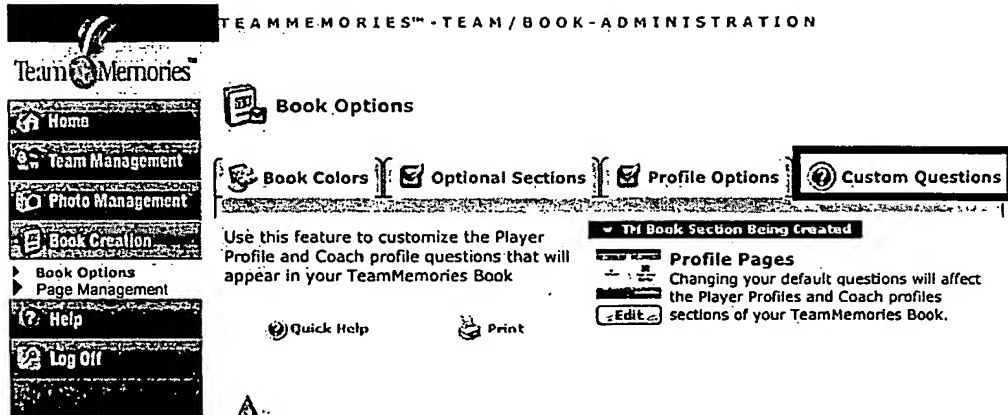 TEAMMEMORIES™-TEAM/BOOK-ADMINISTRATION
Team Memories™
Home
Team Management
Photo Management
Book Creation
Book Options
Page Management
Help
Log Off
Book Options
Book Colors
Optional Sections
Profile Options
Custom Questions
Use this feature to customize the Player
Profile and Coach profile questions that will
appear in your TeamMemories Book
Quick Help
Print
TM Book Section Being Created
Profile Pages
Changing your default questions will affect
the Player Profiles and Coach profiles
Edit sections of your TeamMemories Book.